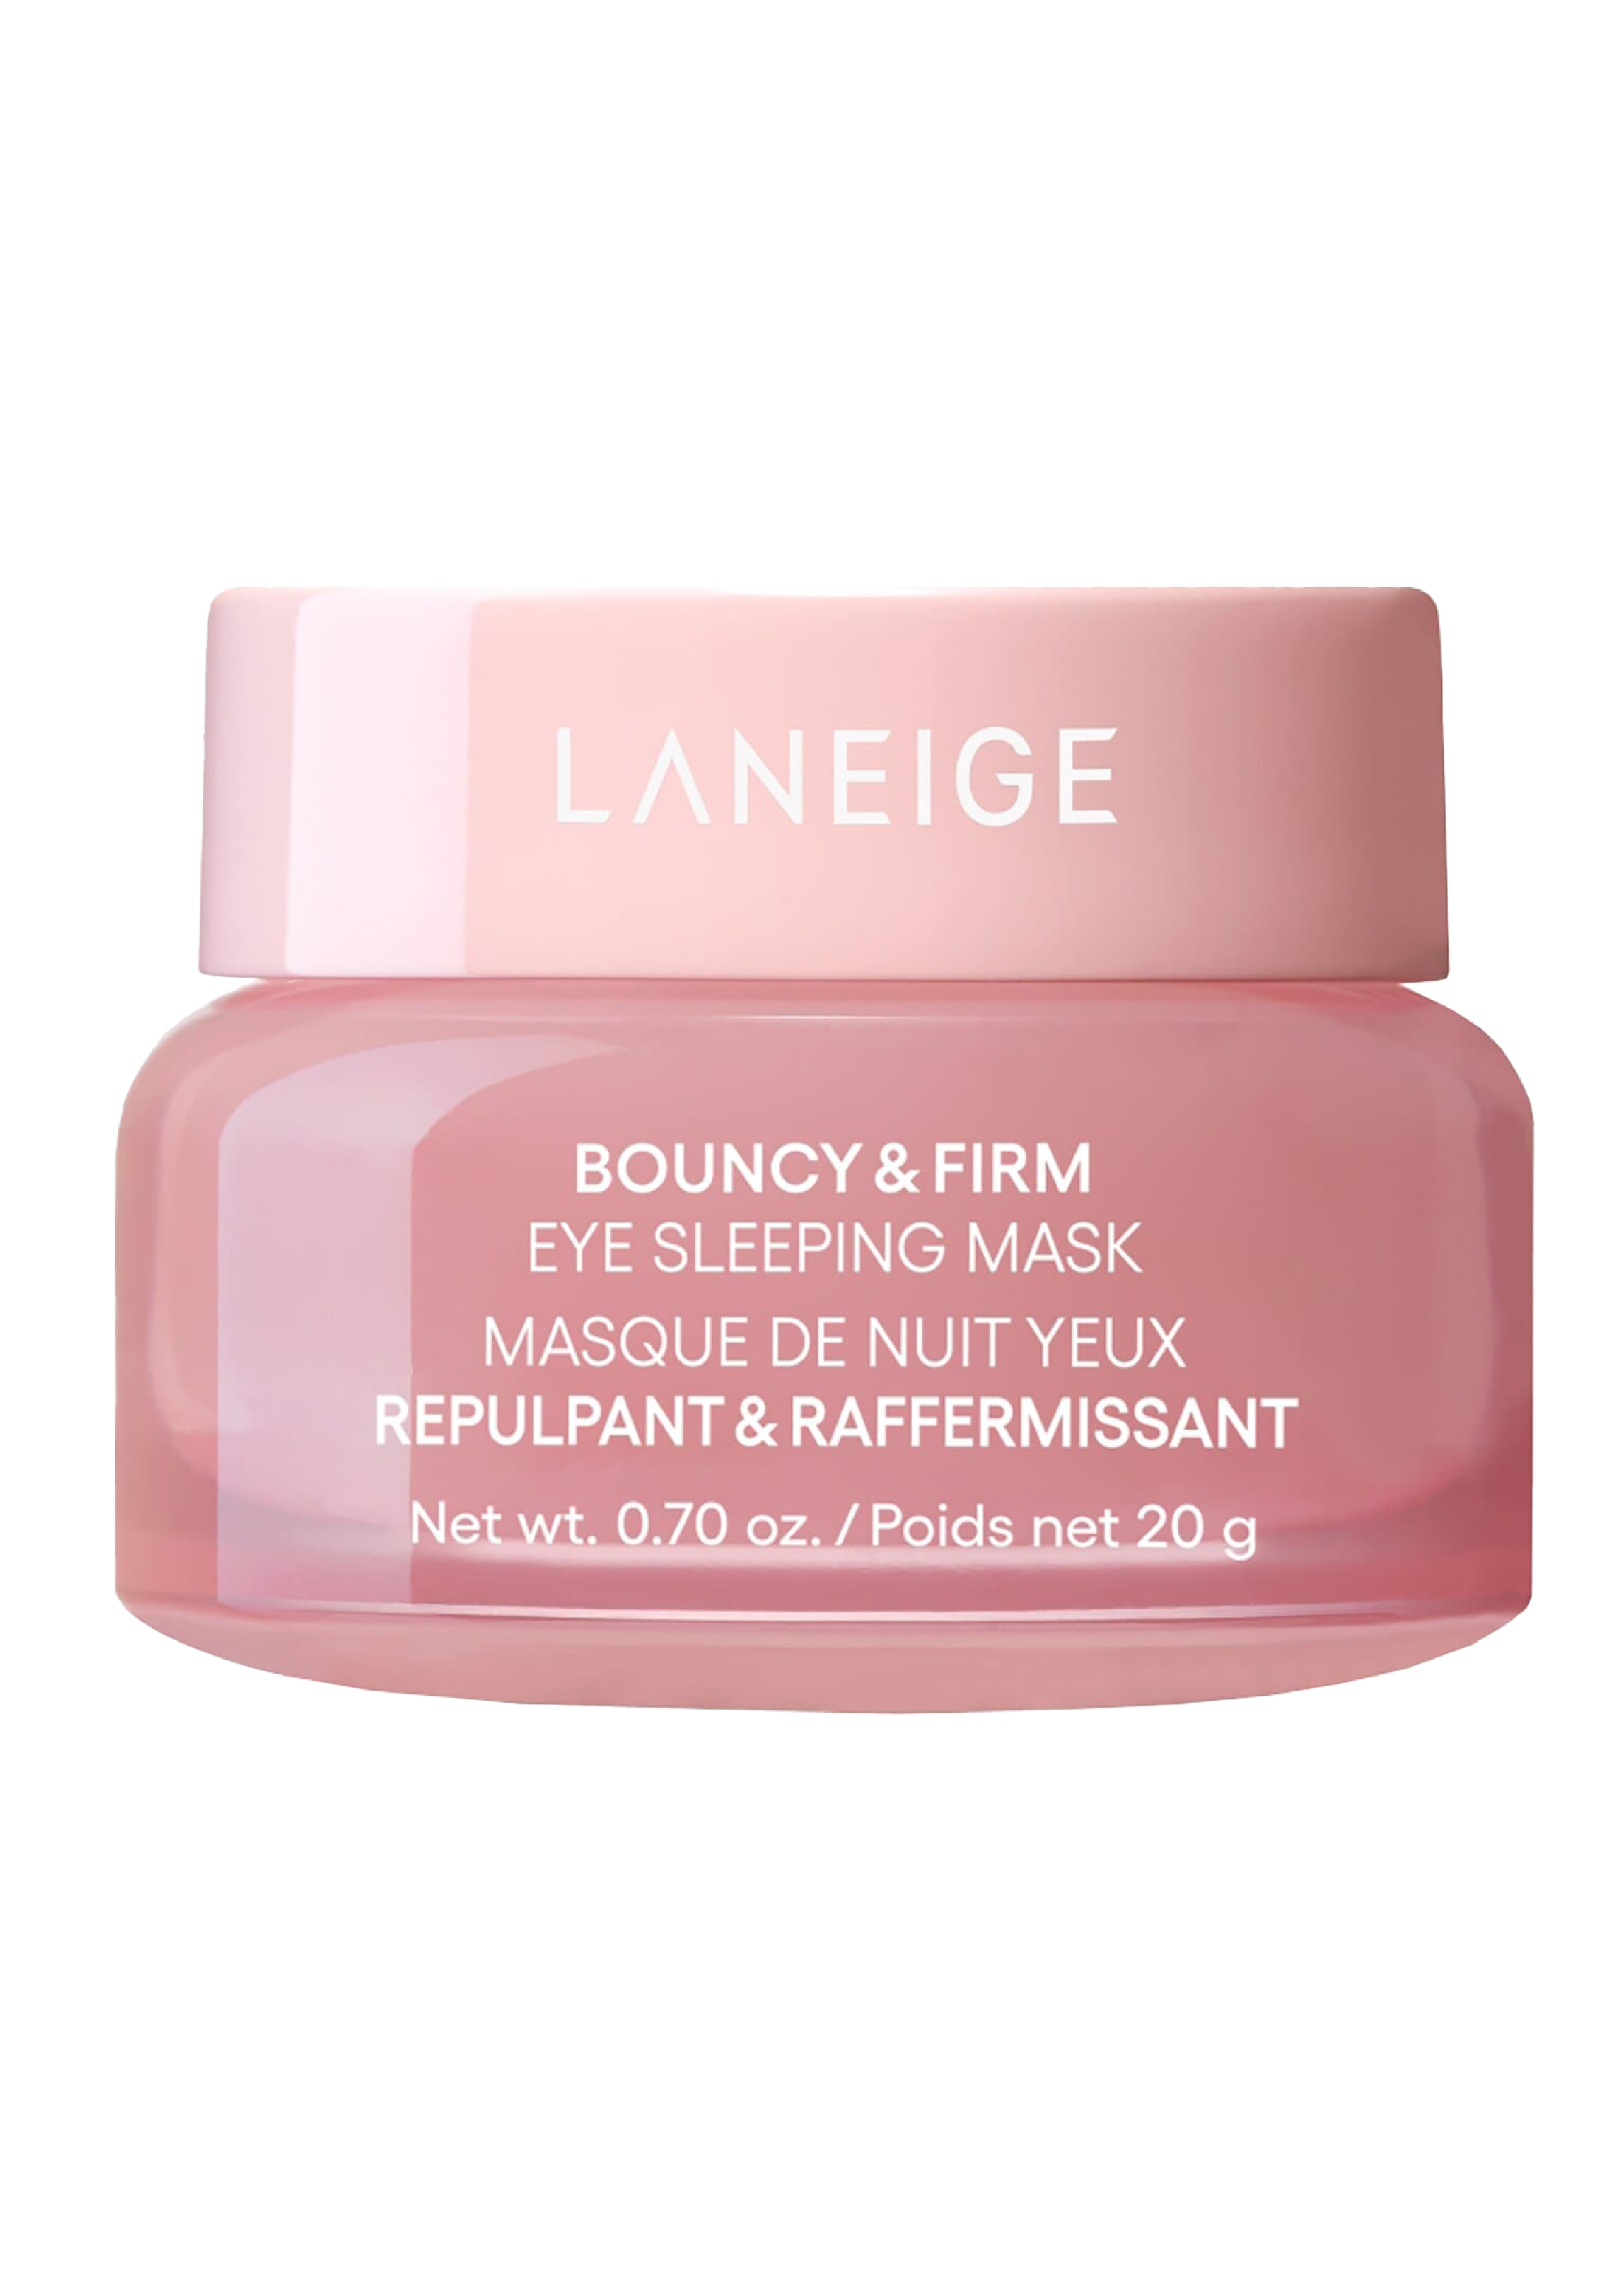 LANEIGE
BOUNCY & FIRM
EYE SLEEPING MASK
MASQUE DE NUIT YEUX
REPULPANT & RAFFERMISSANT
Net wt. 0.70 oz. / Poids net 20 g